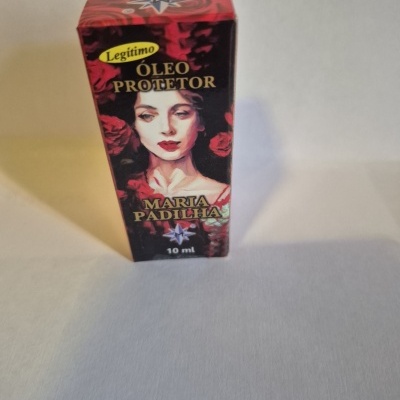 Legítimo
ÓLEO
PROTETOR
MARIA
PADILHA
10 ml